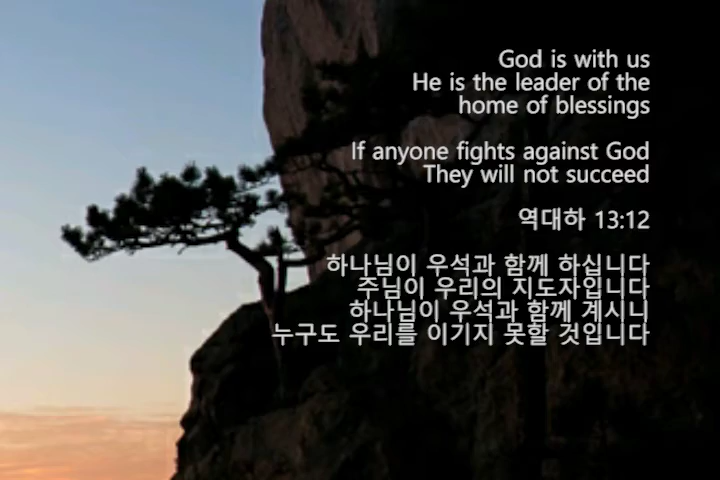 God is with us
He is the leader of the
home of blessings
If anyone fights against God
They will not succeed
역대하 13:12
하나님이 우석과 함께 하십니다
주님이 우리의 지도자입니다
하나님이 우석과 함께 계시니
누구도 우리를 이기지 못할 것입니다